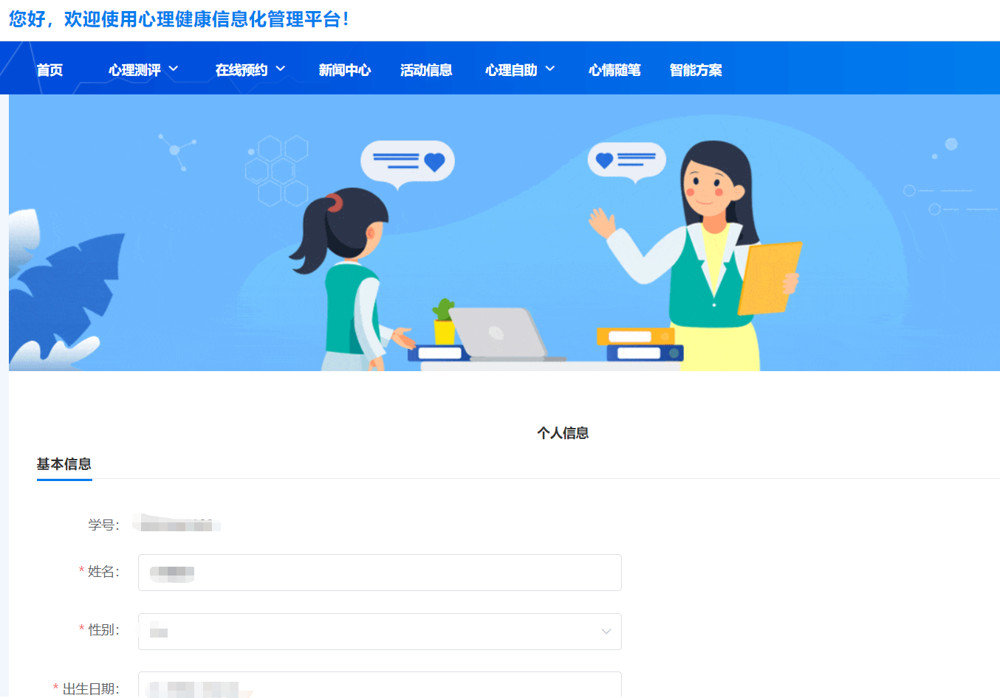 您好，欢迎使用心理健康信息化管理平台！
首页 心理测评 在线预约 新闻中心 活动信息 心理自助 心情随笔 智能方案
个人信息
基本信息
学号：
* 姓名：
* 性别：
* 出生日期：